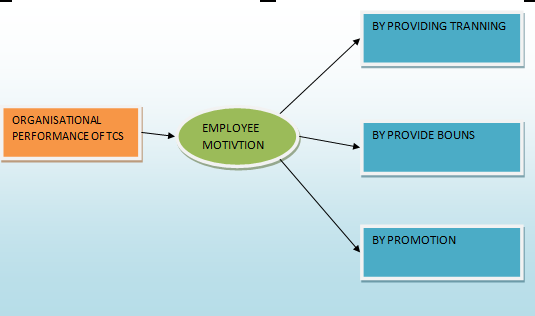 BY PROVIDING TRANNING
ORGANISATIONAL
PERFORMANCE OF TCS
EMPLOYEE
MOTIVTION
BY PROVIDE BOUNS
BY PROMOTION